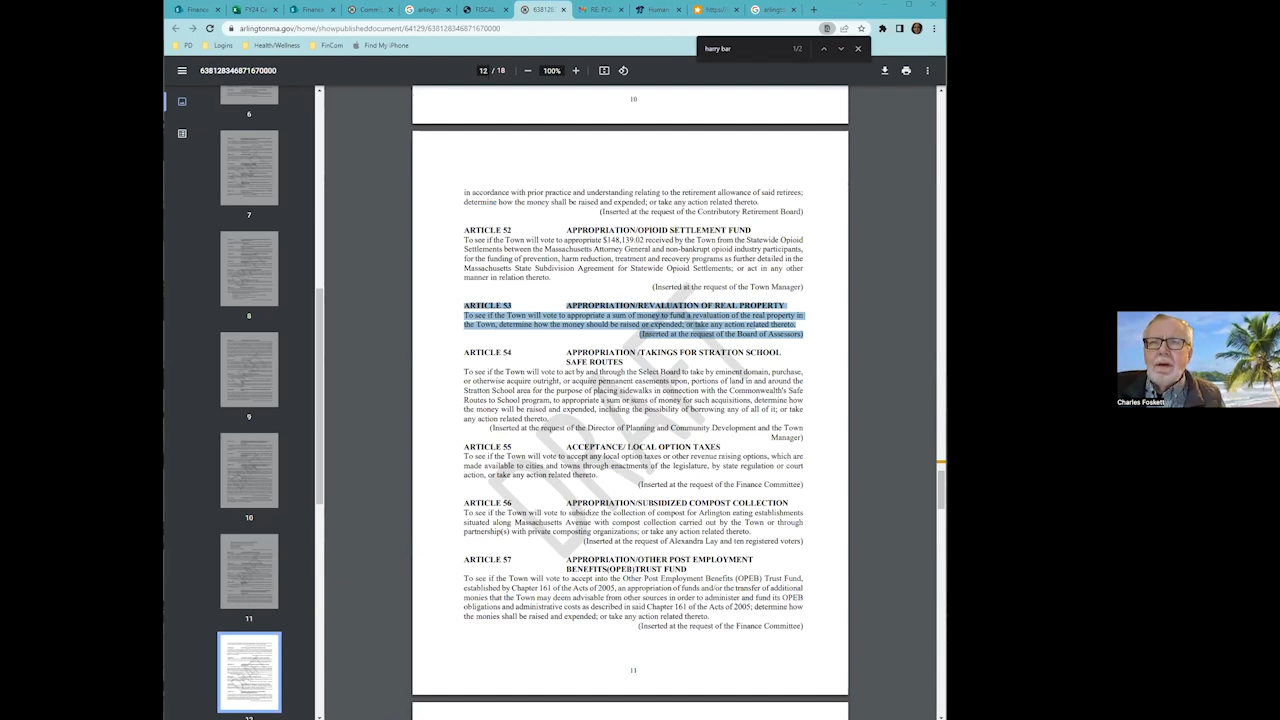 Finance
FY24 Co
Finance
Commi
arlingto
FISCAL
638128
RE: FY2
Human
https://
arlingto
arlingtonma.gov/home/showpublisheddocument/64129/638128346871670000
PD
Logins
Health/Wellness
FinCom
Find My iPhone
harry bar
1/2
638128346871670000
12 / 18
100%
6
7
8
9
10
11
12
10
in accordance with prior practice and understanding relating to the retirement allowance of said retirees;
determine how the money shall be raised and expended; or take any action related thereto.
(Inserted at the request of the Contributory Retirement Board)
ARTICLE 52 APPROPRIATION/OPIOID SETTLEMENT FUND
To see if the Town will vote to appropriate $148,139.02 received by the Town from the Statewide Opioid
Settlements between the Massachusetts Attorney General and non-bankrupt opioid industry participants,
for the funding of prevention, harm reduction, treatment and recovery programs as further detailed in the
Massachusetts State Subdivision Agreement for Statewide Opioid Settlements; or act in any other
manner in relation thereto.
(Inserted at the request of the Town Manager)
ARTICLE 53 APPROPRIATION/REVALUATION OF REAL PROPERTY
To see if the Town will vote to appropriate a sum of money to fund a revaluation of the real property in
the Town, determine how the money should be raised or expended; or take any action related thereto.
(Inserted at the request of the Board of Assessors)
ARTICLE 54 APPROPRIATION /TAKINGS FOR STRATTON SCHOOL
SAFE ROUTES
To see if the Town will vote to act by and through the Select Board to take by eminent domain, purchase,
or otherwise acquire outright, or acquire permanent easements upon, portions of land in and around the
Stratton School area for the purpose of placing sidewalks in connection with the Commonwealth's Safe
Routes to School program, to appropriate a sum or sums of money for such acquisitions, determine how
the money will be raised and expended, including the possibility of borrowing any or all of it; or take
any action related thereto.
(Inserted at the request of the Director of Planning and Community Development and the Town
Manager)
ARTICLE 55 ACCEPTANCE/ LOCAL OPTION TAXES
To see if the Town will vote to accept any local option taxes or other revenue raising options, which are
made available to cities and towns through enactments of the legislature, by state regulation or court
action, or take any action related thereto.
(Inserted at the request of the Finance Committee)
ARTICLE 56 APPROPRIATION/SUBSIDIZED COMPOST COLLECTION
To see if the Town will vote to subsidize the collection of compost for Arlington eating establishments
situated along Massachusetts Avenue with compost collection carried out by the Town or through
partnership(s) with private composting organizations; or take any action related thereto.
(Inserted at the request of Alexandra Lay and ten registered voters)
ARTICLE 57 APPROPRIATION/OTHER POST EMPLOYMENT
BENEFITS(OPEB)TRUST FUND
To see if the Town will vote to accept into the Other Post Employment Benefits (OPEB) Trust Fund,
established by Chapter 161 of the Acts of 2005, an appropriation of funds and/or the transfer of additional
monies that the Town may deem advisable from other sources in order to administer and fund its OPEB
obligations and administrative costs as described in said Chapter 161 of the Acts of 2005; determine how
the monies shall be raised and expended; or take any action related thereto.
(Inserted at the request of the Finance Committee)
11
DRAFT
Charles Foskett